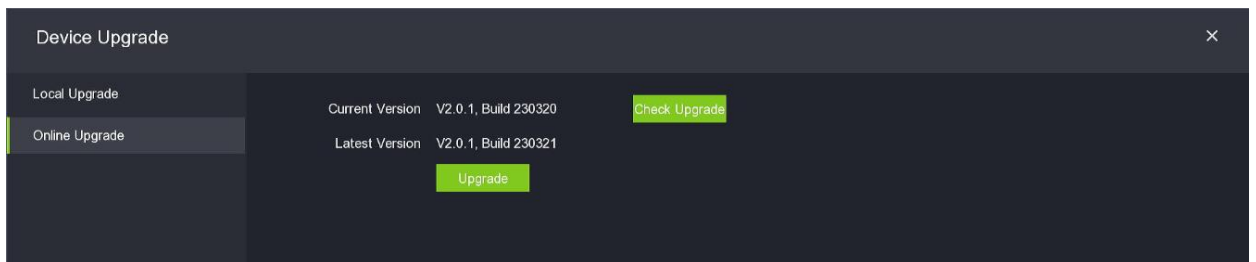 Device Upgrade
Local Upgrade
Online Upgrade
Current Version V2.0.1, Build 230320 Check Upgrade
Latest Version V2.0.1, Build 230321
Upgrade